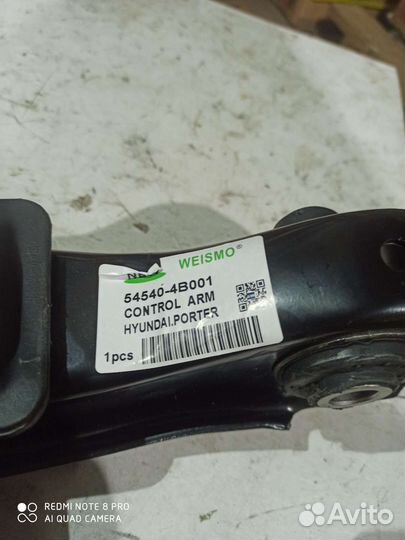 WEISMO®
54540-4B001
CONTROL ARM
HYUNDAI.PORTER
1pcs
REDMI NOTE 8 PRO
AI QUAD CAMERA
Avito